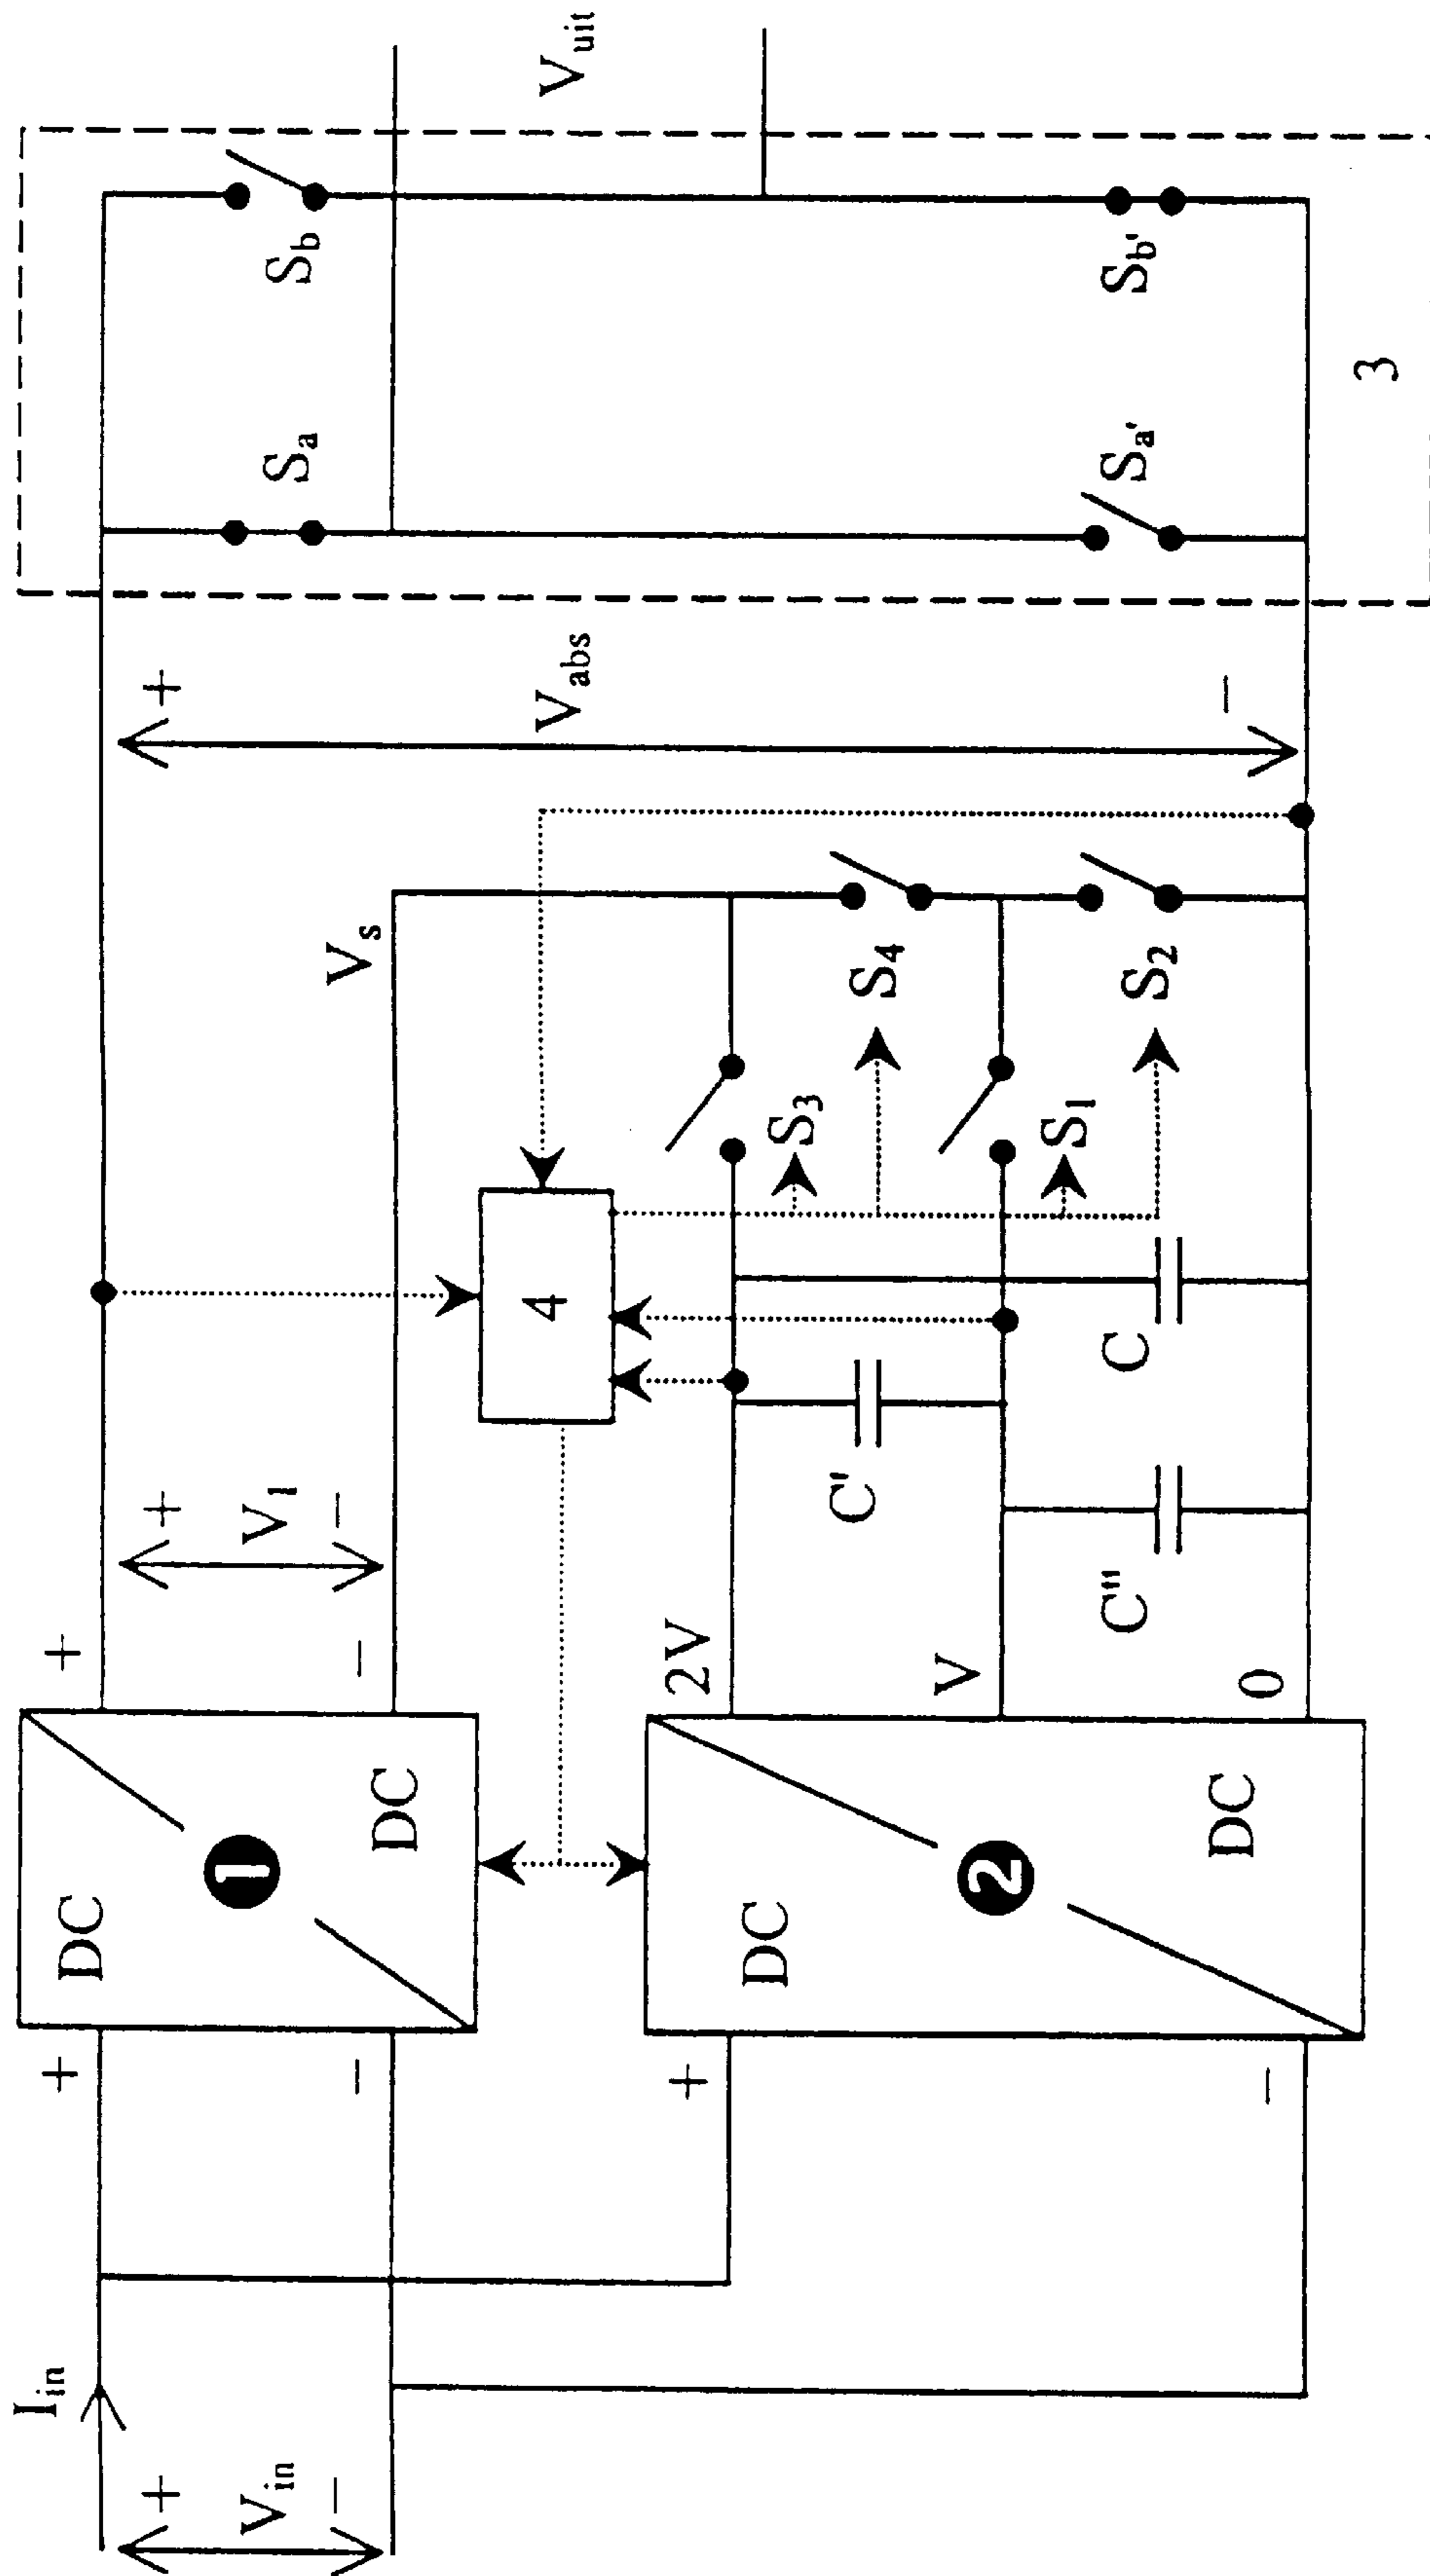 I_in
+
V_in
−
+
−
DC
1
DC
+
−
+
V_1
−
V_s
+
V_abs
−
S_a
S_b
V_uit
+
−
DC
2
DC
2V
V
0
4
C'
C"
C
S_3
S_4
S_1
S_2
S_a'
S_b'
3